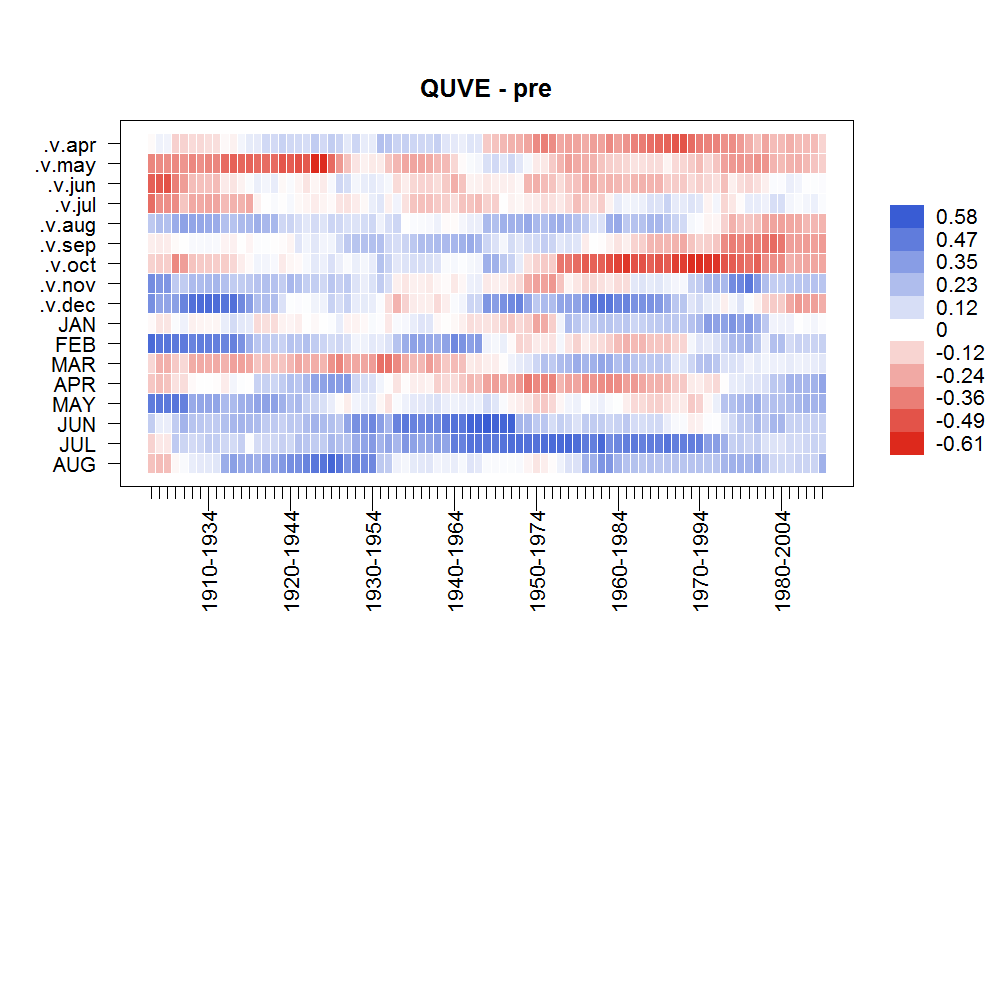 QUVE - pre
.v.apr
.v.may
.v.jun
.v.jul
.v.aug
.v.sep
.v.oct
.v.nov
.v.dec
JAN
FEB
MAR
APR
MAY
JUN
JUL
AUG
0.58
0.47
0.35
0.23
0.12
0
-0.12
-0.24
-0.36
-0.49
-0.61
1910-1934
1920-1944
1930-1954
1940-1964
1950-1974
1960-1984
1970-1994
1980-2004